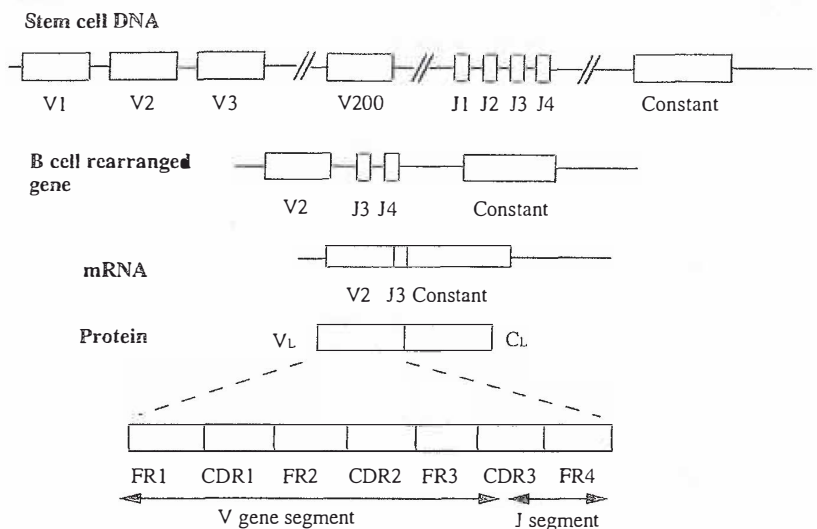 Stem cell DNA
V1 V2 V3 V200 J1 J2 J3 J4 Constant
B cell rearranged
gene
V2 J3 J4 Constant
mRNA
V2 J3 Constant
Protein VL CL
FR1 CDR1 FR2 CDR2 FR3 CDR3 FR4
V gene segment J segment